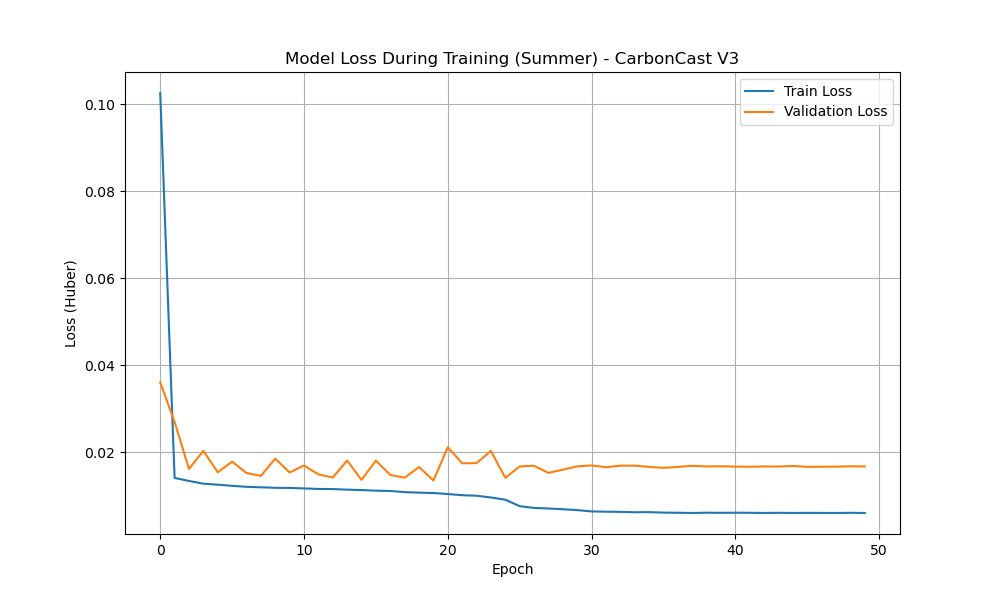 Model Loss During Training (Summer) - CarbonCast V3
Train Loss
Validation Loss
Loss (Huber)
0.10
0.08
0.06
0.04
0.02
0 10 20 30 40 50
Epoch